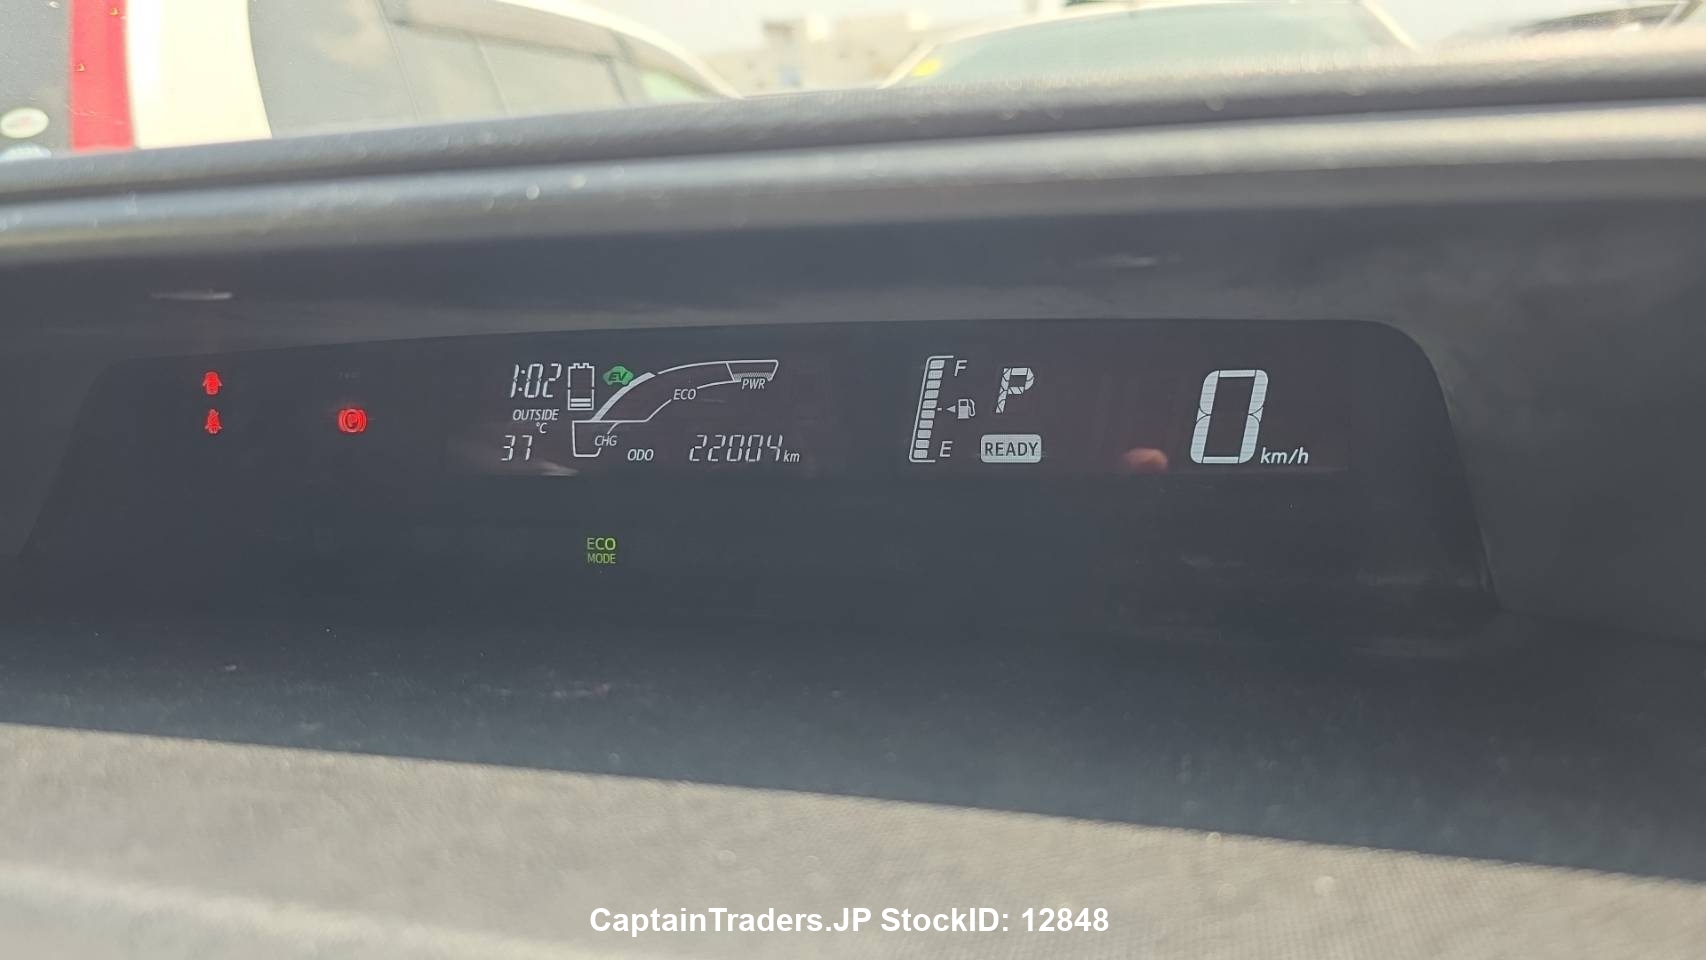 1:02
EV
OUTSIDE
°C
37
CHG
ECO
PWR
ODO
22004 km
F
E
P
READY
0 km/h
(P)
ECO
MODE
CaptainTraders.JP StockID: 12848